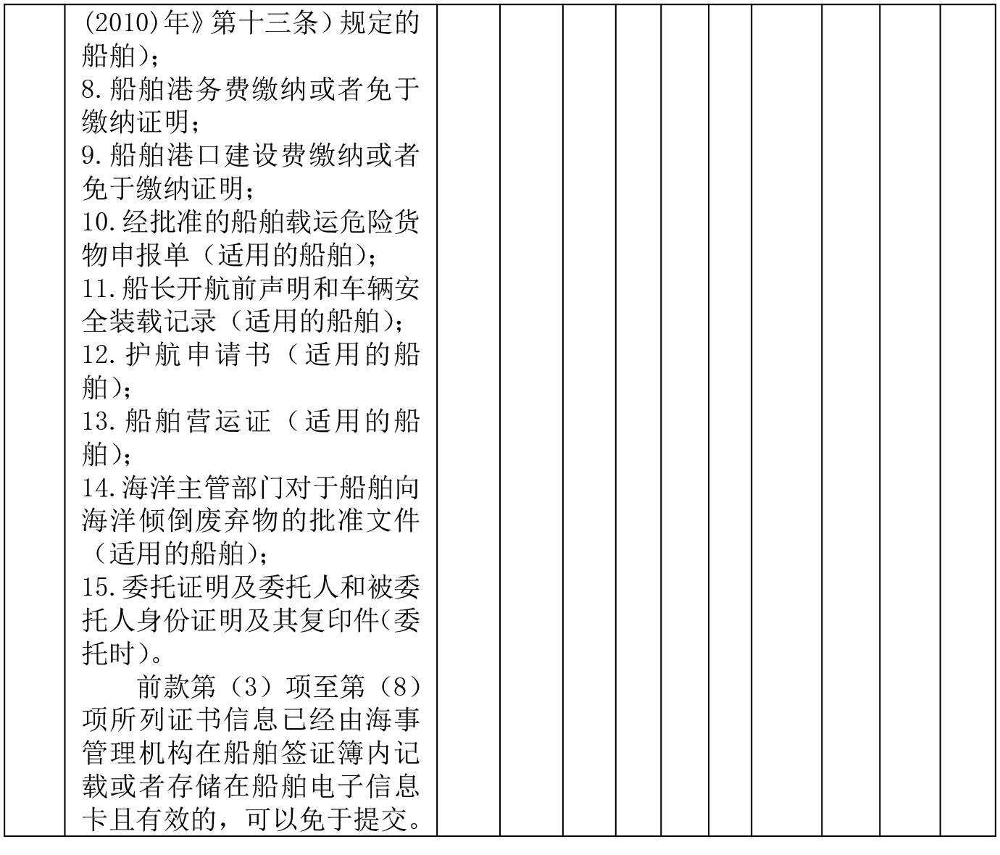 (2010)年》第十三条）规定的
船舶）；
8.船舶港务费缴纳或者免于
缴纳证明；
9.船舶港口建设费缴纳或者
免于缴纳证明；
10.经批准的船舶载运危险货
物申报单（适用的船舶）；
11.船长开航前声明和车辆安
全装载记录（适用的船舶）；
12.护航申请书（适用的船
舶）；
13.船舶营运证（适用的船
舶）；
14.海洋主管部门对于船舶向
海洋倾倒废弃物的批准文件
（适用的船舶）；
15.委托证明及委托人和被委
托人身份证明及其复印件（委
托时）。
前款第（3）项至第（8）
项所列证书信息已经由海事
管理机构在船舶签证簿内记
载或者存储在船舶电子信息
卡且有效的，可以免于提交。